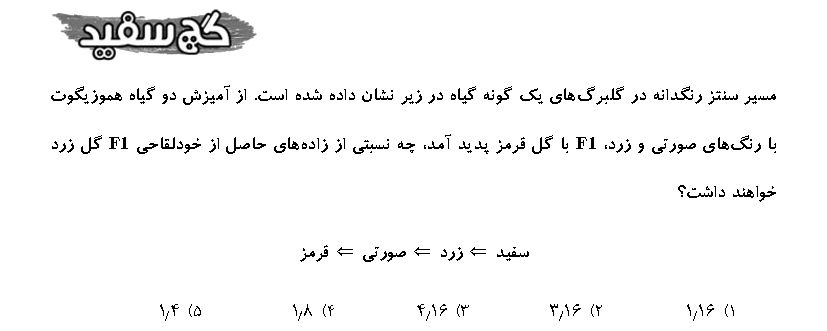 گچ سفید
مسیر سنتز رنگدانه در گلبرگ‌های یک گونه گیاه در زیر نشان داده شده است. از آمیزش دو گیاه هموزیگوت
با رنگ‌های صورتی و زرد، F1 با گل قرمز پدید آمد، چه نسبتی از زاده‌های حاصل از خودلقاحی F1 گل زرد
خواهند داشت؟
سفید ⇐ زرد ⇐ صورتی ⇐ قرمز
۱) ۱٫۱۶ ۲) ۳٫۱۶ ۳) ۴٫۱۶ ۴) ۱٫۸ ۵) ۱٫۴